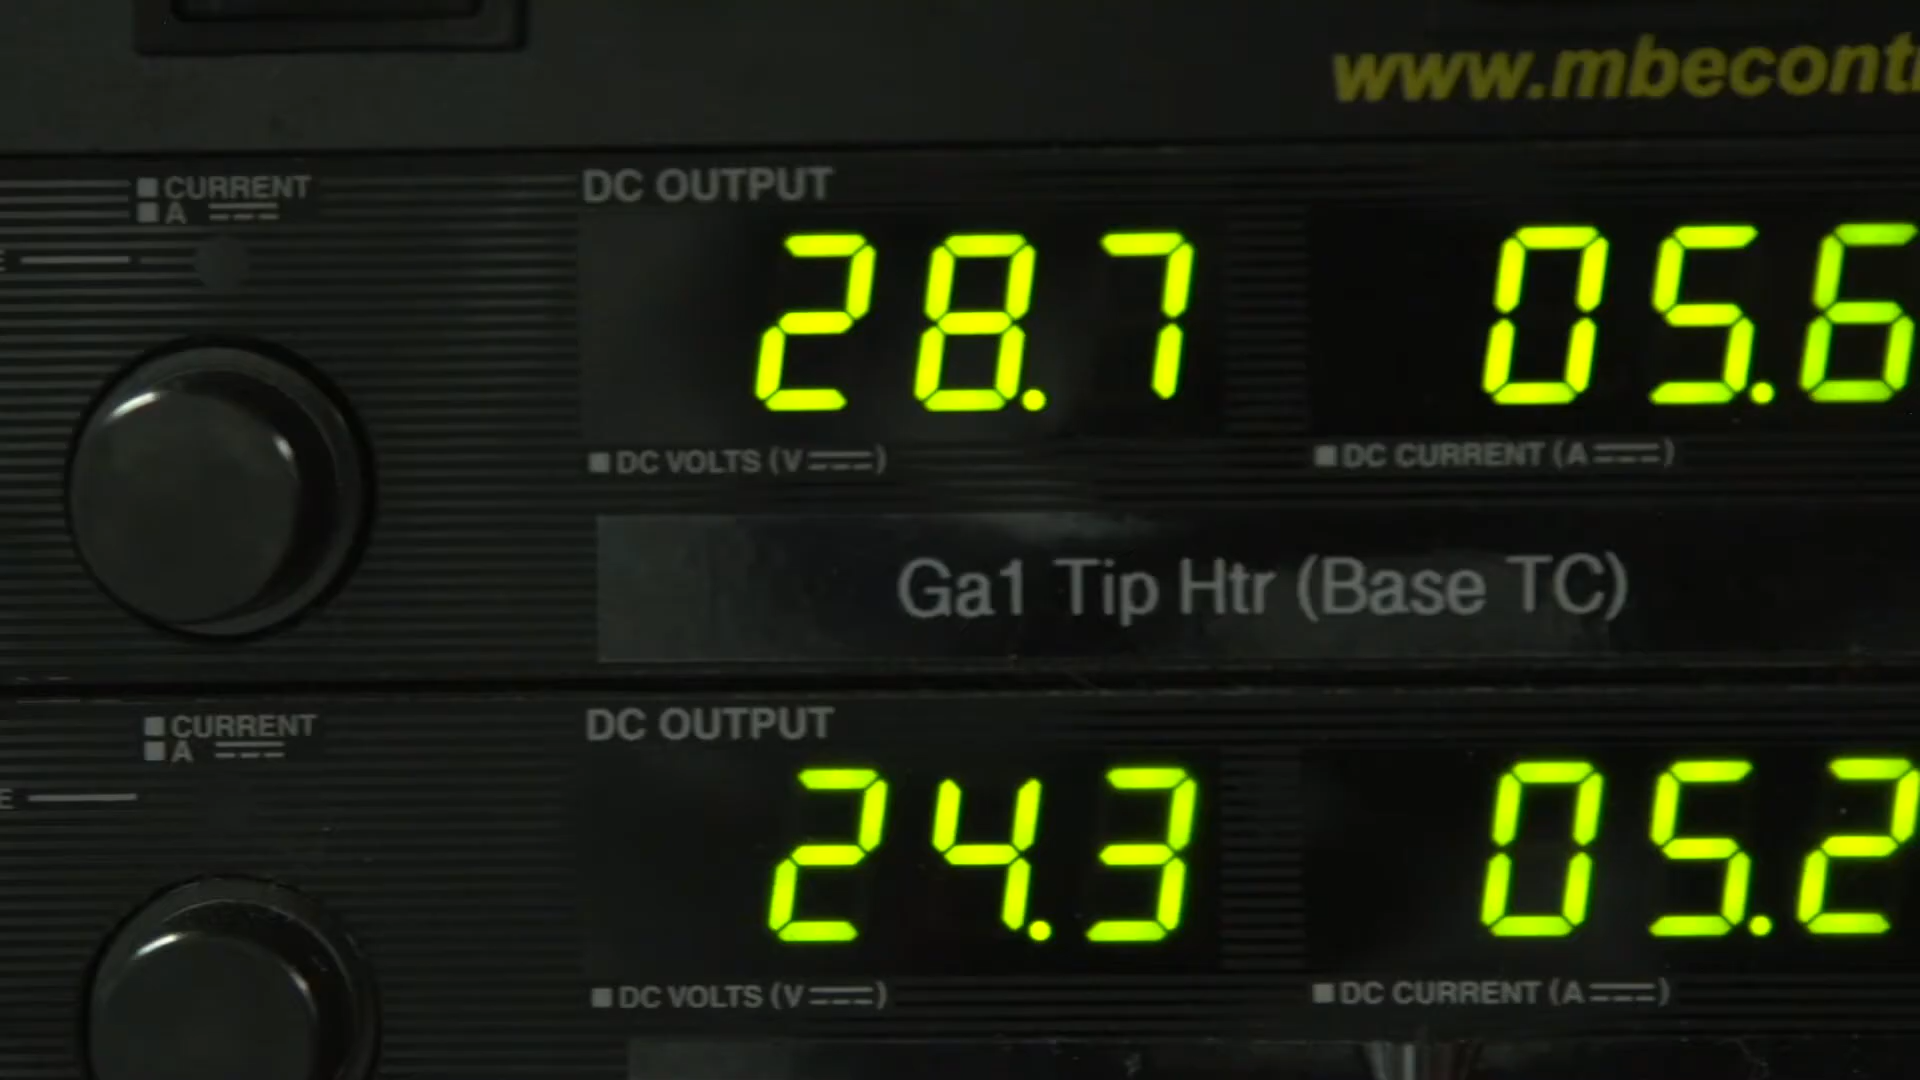 www.mbecont
CURRENT
A
DC OUTPUT
28.7
05.6
E
DC VOLTS (V)
DC CURRENT (A)
Ga1 Tip Htr (Base TC)
CURRENT
A
DC OUTPUT
24.3
05.2
E
DC VOLTS (V)
DC CURRENT (A)